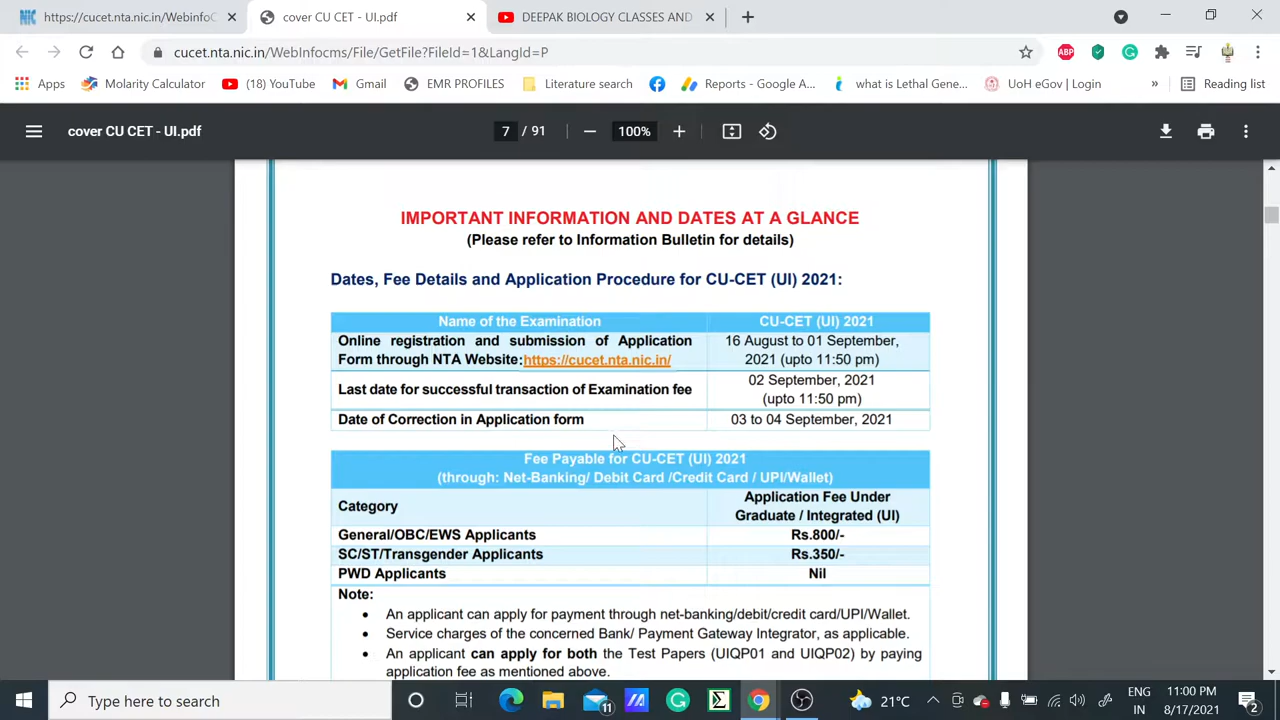 https://cucet.nta.nic.in/WebinfoC
cover CU CET - UI.pdf
DEEPAK BIOLOGY CLASSES AND
cucet.nta.nic.in/WebInfocms/File/GetFile?FileId=1&LangId=P
Apps
Molarity Calculator
(18) YouTube
Gmail
EMR PROFILES
Literature search
Reports - Google A...
what is Lethal Gene...
UoH eGov | Login
»
Reading list
cover CU CET - UI.pdf
7 / 91
100%
IMPORTANT INFORMATION AND DATES AT A GLANCE
(Please refer to Information Bulletin for details)
Dates, Fee Details and Application Procedure for CU-CET (UI) 2021:
Name of the Examination
CU-CET (UI) 2021
Online registration and submission of Application
Form through NTA Website:https://cucet.nta.nic.in/
16 August to 01 September,
2021 (upto 11:50 pm)
Last date for successful transaction of Examination fee
02 September, 2021
(upto 11:50 pm)
Date of Correction in Application form
03 to 04 September, 2021
Fee Payable for CU-CET (UI) 2021
(through: Net-Banking/ Debit Card /Credit Card / UPI/Wallet)
Category
Application Fee Under
Graduate / Integrated (UI)
General/OBC/EWS Applicants
Rs.800/-
SC/ST/Transgender Applicants
Rs.350/-
PWD Applicants
Nil
Note:
• An applicant can apply for payment through net-banking/debit/credit card/UPI/Wallet.
• Service charges of the concerned Bank/ Payment Gateway Integrator, as applicable.
• An applicant can apply for both the Test Papers (UIQP01 and UIQP02) by paying
application fee as mentioned above.
Type here to search
11
21°C
ENG
IN
11:00 PM
8/17/2021
2